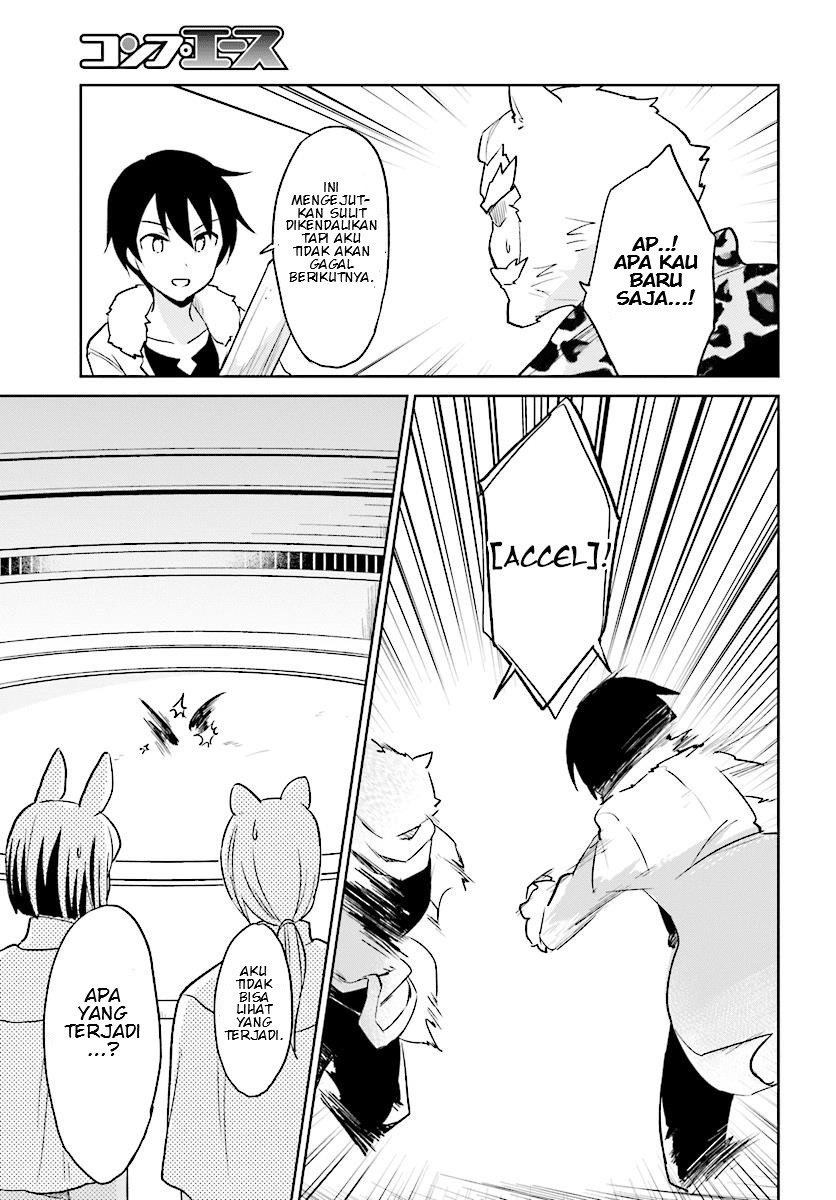 コンプ・エース
AP..!
APA KAU
BARU
SAJA...!
INI
MENGEJUT-
KAN SULIT
DIKENDALIKAN
TAPI AKU
TIDAK AKAN
GAGAL
BERIKUTNYA.
[ACCEL]!
AKU
TIDAK
BISA
LIHAT
YANG
TERJADI.
APA
YANG
TERJADI
...?